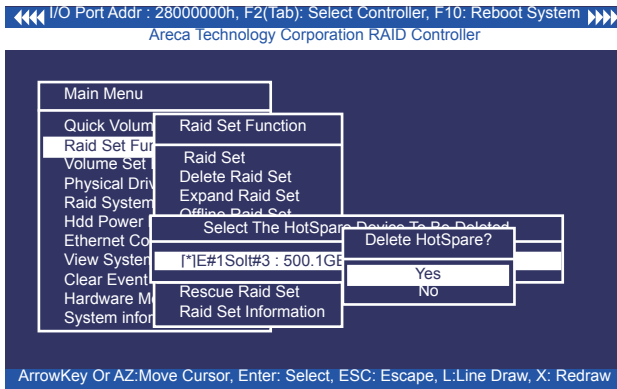 I/O Port Addr : 28000000h, F2(Tab): Select Controller, F10: Reboot System
Areca Technology Corporation RAID Controller
Main Menu
Quick Volum
Raid Set Fun
Volume Set
Physical Driv
Raid System
Hdd Power
Ethernet Co
View System
Clear Event
Hardware M
System infor
Raid Set Function
Raid Set
Delete Raid Set
Expand Raid Set
Offline Raid Set
Select The HotSpare Device To Be Deleted
[*]E#1Solt#3 : 500.1GB
Rescue Raid Set
Raid Set Information
Delete HotSpare?
Yes
No
ArrowKey Or AZ:Move Cursor, Enter: Select, ESC: Escape, L:Line Draw, X: Redraw